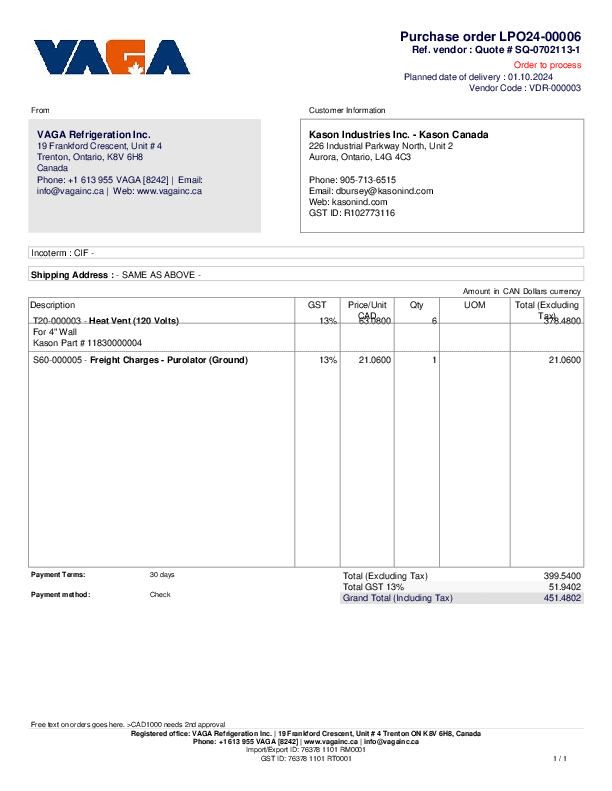 VAGA
Purchase order LPO24-00006
Ref. vendor : Quote # SQ-0702113-1
Order to process
Planned date of delivery : 01.10.2024
Vendor Code : VDR-000003
From
Customer Information
VAGA Refrigeration Inc.
19 Frankford Crescent, Unit # 4
Trenton, Ontario, K8V 6H8
Canada
Phone: +1 613 955 VAGA [8242] | Email:
info@vagainc.ca | Web: www.vagainc.ca
Kason Industries Inc. - Kason Canada
226 Industrial Parkway North, Unit 2
Aurora, Ontario, L4G 4C3
Phone: 905-713-6515
Email: dbursey@kasonind.com
Web: kasonind.com
GST ID: R102773116
Incoterm : CIF -
Shipping Address : - SAME AS ABOVE -
Amount in CAN Dollars currency
Description GST Price/Unit CAD Qty UOM Total (Excluding Tax)
T20-000003 - Heat Vent (120 Volts) 13% 63.0800 6 378.4800
For 4" Wall
Kason Part # 11830000004
S60-000005 - Freight Charges - Purolator (Ground) 13% 21.0600 1 21.0600
Payment Terms: 30 days
Payment method: Check
Total (Excluding Tax) 399.5400
Total GST 13% 51.9402
Grand Total (Including Tax) 451.4802
Free text on orders goes here. >CAD1000 needs 2nd approval
Registered office: VAGA Refrigeration Inc. | 19 Frankford Crescent, Unit # 4 Trenton ON K8V 6H8, Canada
Phone: +1 613 955 VAGA [8242] | www.vagainc.ca | info@vagainc.ca
Import/Export ID: 76378 1101 RM0001
GST ID: 76378 1101 RT0001
1 / 1